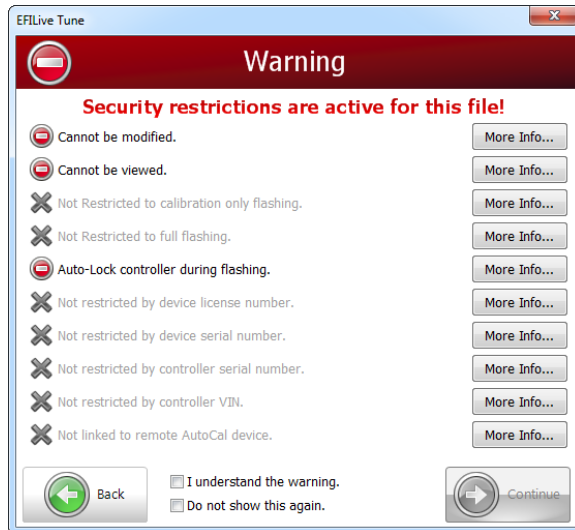 EFILive Tune
Warning
Security restrictions are active for this file!
Cannot be modified. More Info...
Cannot be viewed. More Info...
Not Restricted to calibration only flashing. More Info...
Not Restricted to full flashing. More Info...
Auto-Lock controller during flashing. More Info...
Not restricted by device license number. More Info...
Not restricted by device serial number. More Info...
Not restricted by controller serial number. More Info...
Not restricted by controller VIN. More Info...
Not linked to remote AutoCal device. More Info...
Back
I understand the warning.
Do not show this again.
Continue